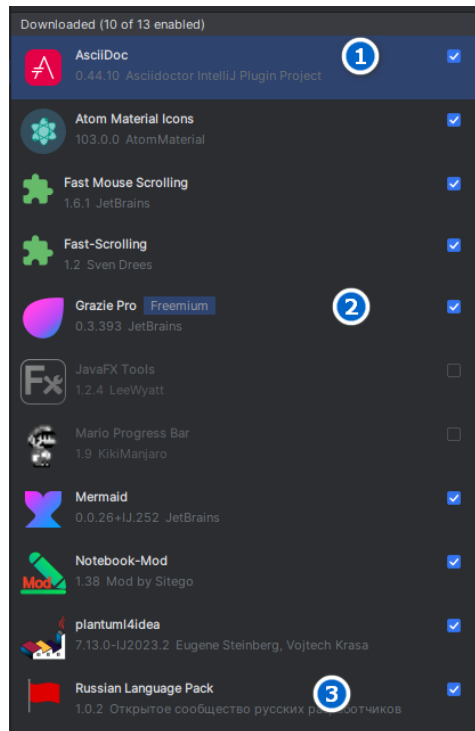 Downloaded (10 of 13 enabled)
AsciiDoc
0.44.10 Asciidoctor IntelliJ Plugin Project
1
Atom Material Icons
103.0.0 AtomMaterial
Fast Mouse Scrolling
1.6.1 JetBrains
Fast-Scrolling
1.2 Sven Drees
Grazie Pro Freemium
0.3.393 JetBrains
2
Fx JavaFX Tools
1.2.4 LeeWyatt
Mario Progress Bar
1.9 KikiManjaro
Mermaid
0.0.26+IJ.252 JetBrains
Notebook-Mod
Mod 1.38 Mod by Sitego
plantuml4idea
7.13.0-IJ2023.2 Eugene Steinberg, Vojtech Krasa
Russian Language Pack
3
1.0.2 Открытое сообщество русских